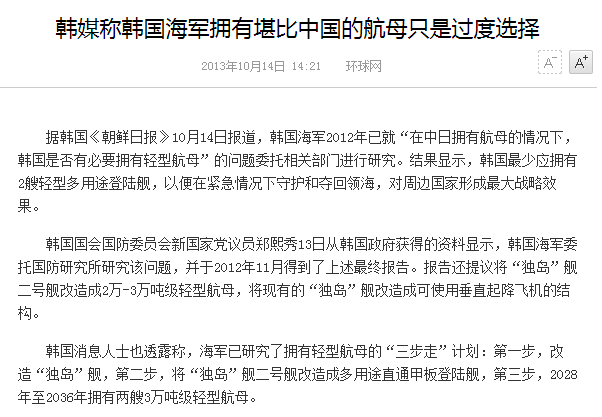 韩媒称韩国海军拥有堪比中国的航母只是过度选择
2013年10月14日 14:21 环球网
A- A+
据韩国《朝鲜日报》10月14日报道，韩国海军2012年已就“在中日拥有航母的情况下，
韩国是否有必要拥有轻型航母”的问题委托相关部门进行研究。结果显示，韩国最少应拥有
2艘轻型多用途登陆舰，以便在紧急情况下守护和夺回领海，对周边国家形成最大战略效
果。
韩国国会国防委员会新国家党议员郑熙秀13日从韩国政府获得的资料显示，韩国海军委
托国防研究所研究该问题，并于2012年11月得到了上述最终报告。报告还提议将“独岛”舰
二号舰改造成2万-3万吨级轻型航母，将现有的“独岛”舰改造成可使用垂直起降飞机的结
构。
韩国消息人士也透露称，海军已研究了拥有轻型航母的“三步走”计划：第一步，改
造“独岛”舰，第二步，将“独岛”舰二号舰改造成多用途直通甲板登陆舰，第三步，2028
年至2036年拥有两艘3万吨级轻型航母。